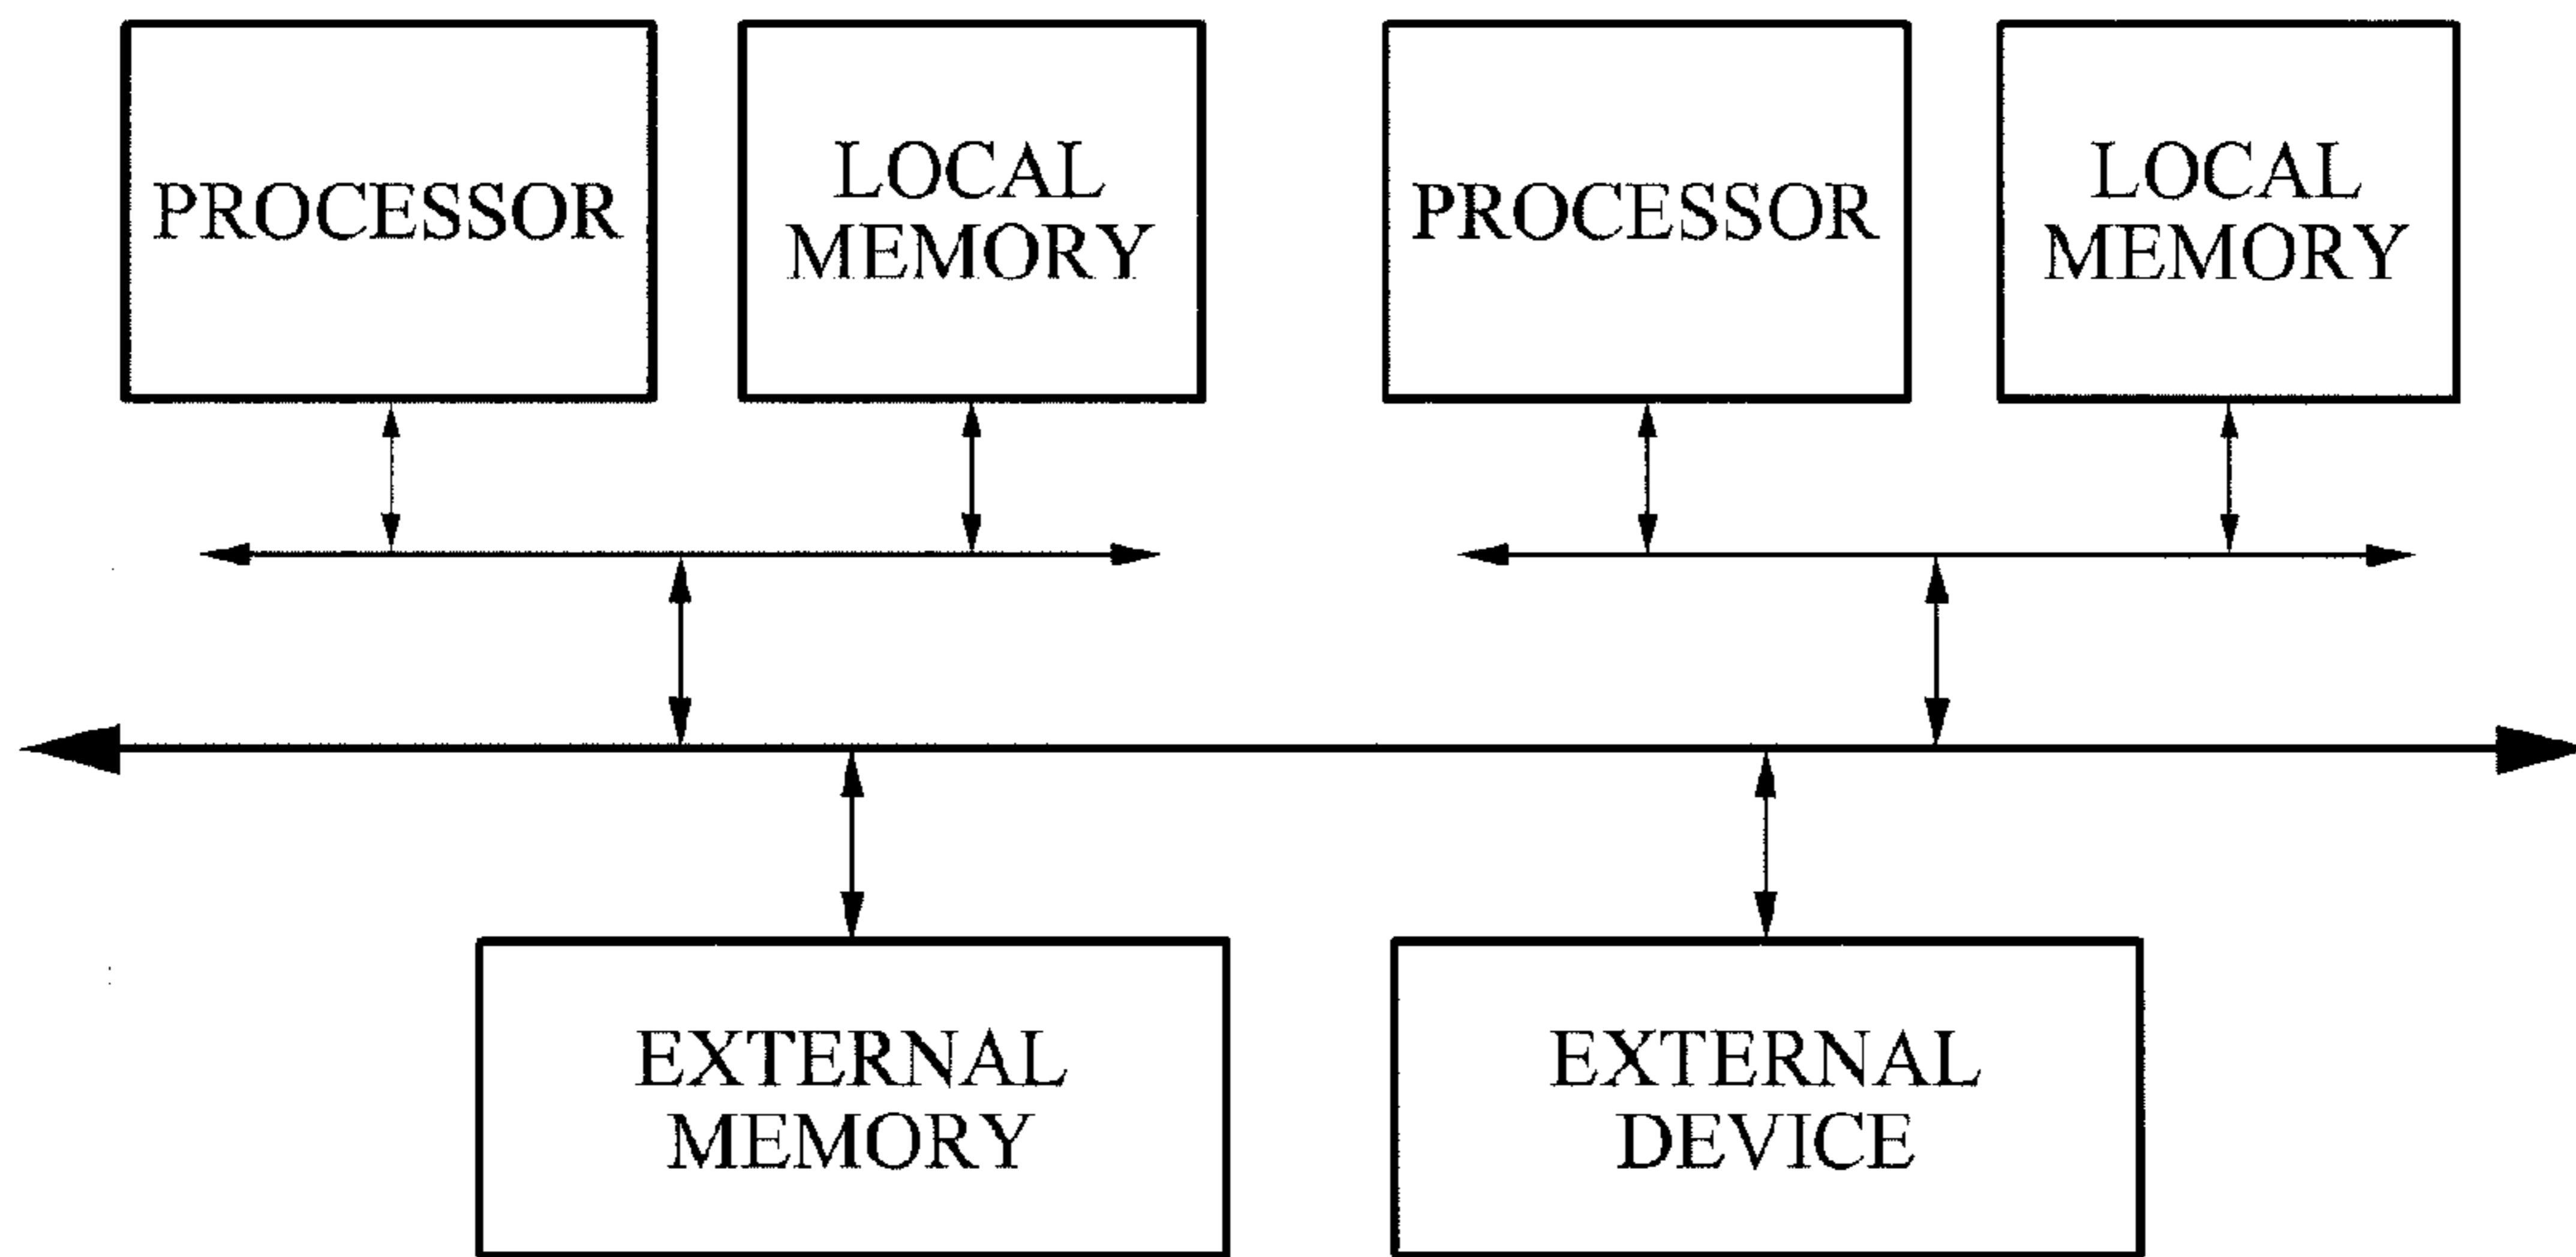 PROCESSOR
LOCAL
MEMORY
PROCESSOR
LOCAL
MEMORY
EXTERNAL
MEMORY
EXTERNAL
DEVICE